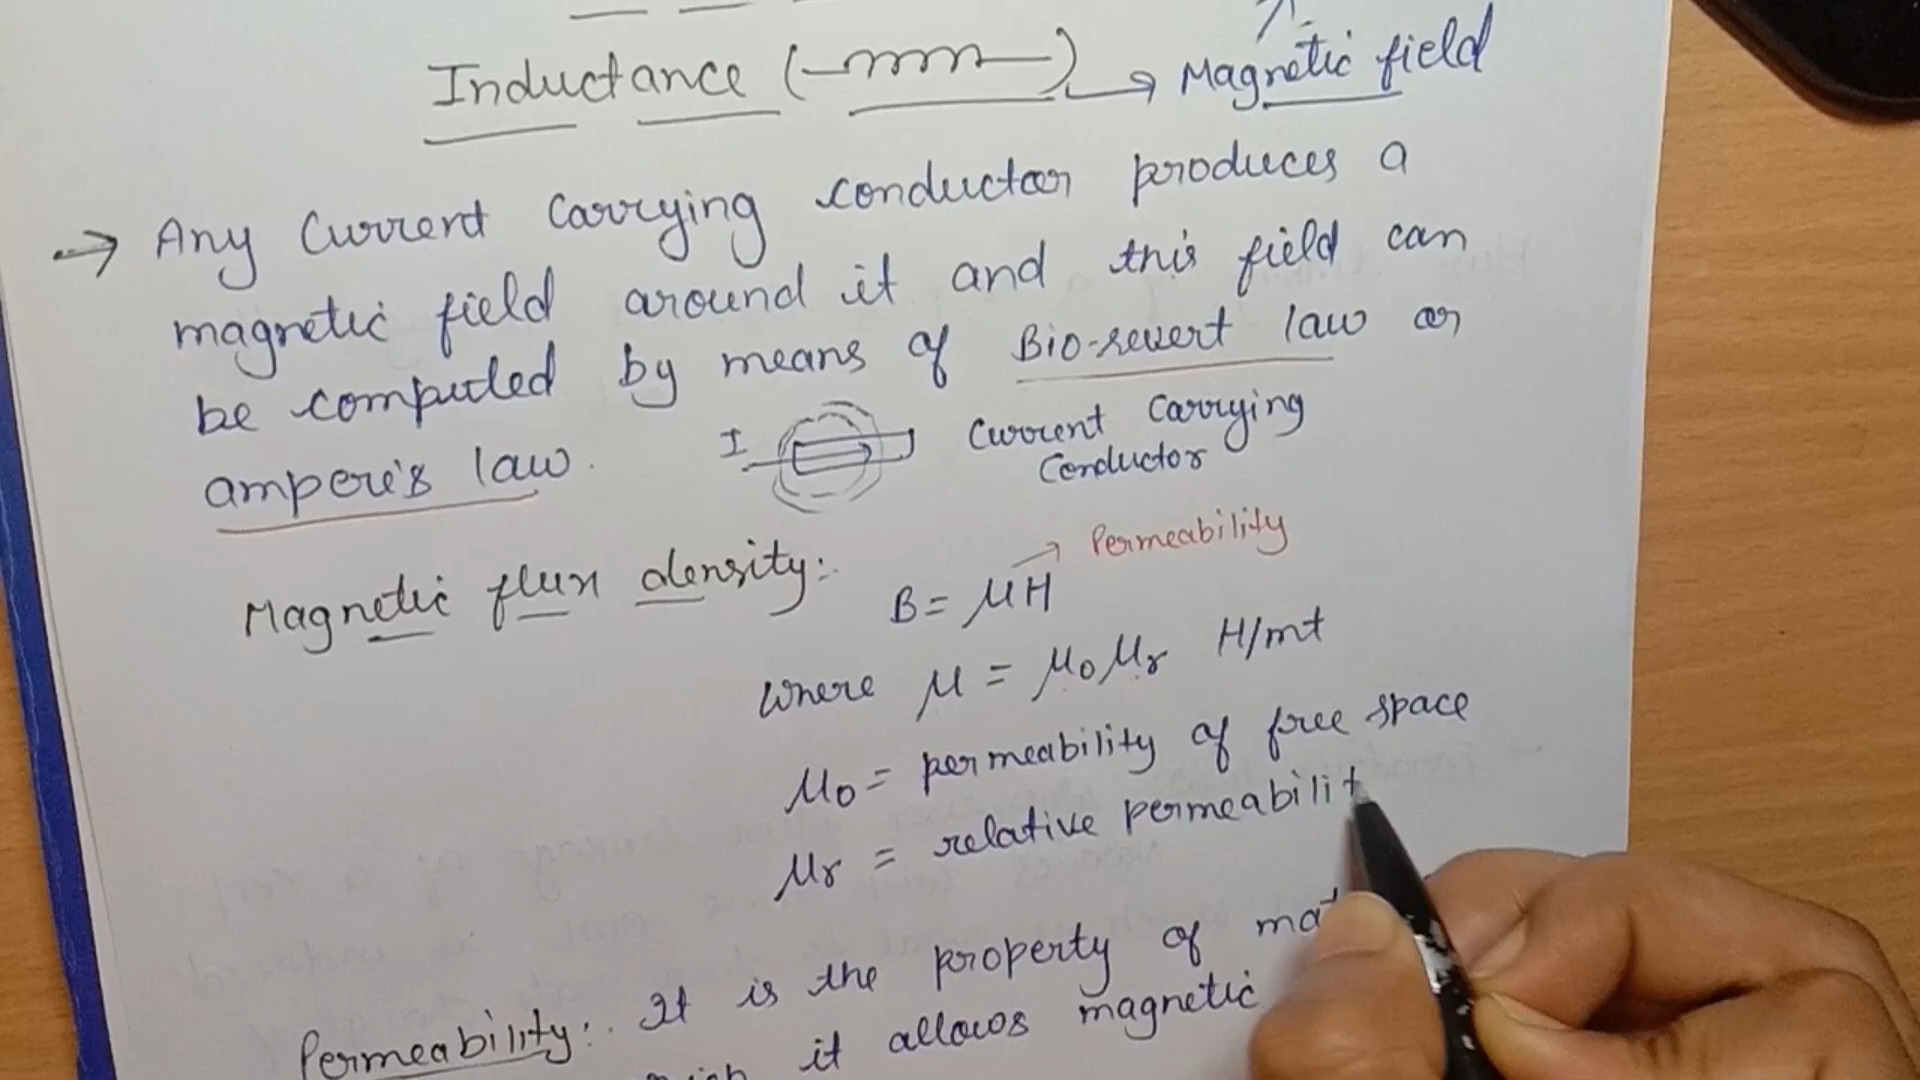 Inductance ( ) → Magnetic field
→ Any Current Carrying conductor produces a
magnetic field around it and this field can
be computed by means of Bio-severt law or
ampere's law.
I
Current Carrying
Conductor
Permeability
Magnetic flux density:
B = μH
where μ = μ0μr H/mt
μ0 = permeability of free space
μr = relative permeabilit
Permeability: It is the property of mat
it allows magnetic